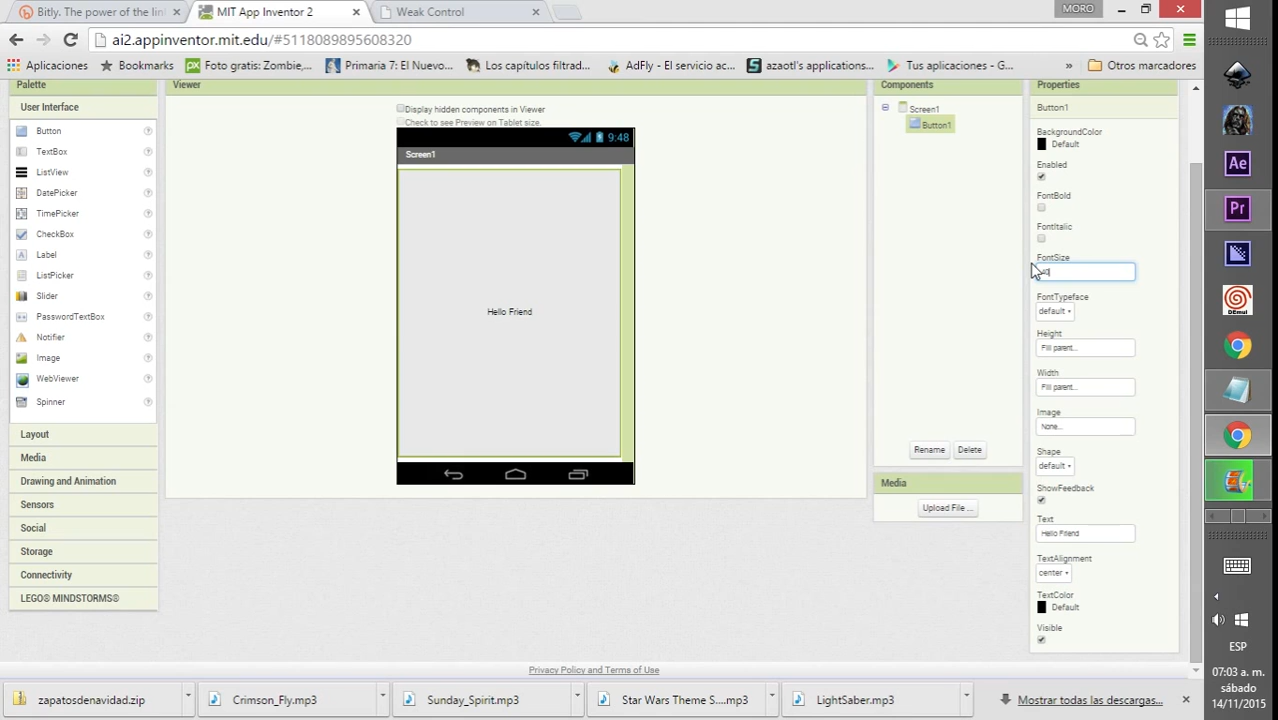 Bitly. The power of the lin
MIT App Inventor 2
Weak Control
MORO
ai2.appinventor.mit.edu/#5118089895608320
Aplicaciones
Bookmarks
Foto gratis: Zombie,...
Primaria 7: El Nuevo...
Los capítulos filtrad...
AdFly - El servicio ac...
azaotl's applications...
Tus aplicaciones - G...
»
Otros marcadores
Palette
Viewer
Components
Properties
User Interface
Button
TextBox
ListView
DatePicker
TimePicker
CheckBox
Label
ListPicker
Slider
PasswordTextBox
Notifier
Image
WebViewer
Spinner
Layout
Media
Drawing and Animation
Sensors
Social
Storage
Connectivity
LEGO® MINDSTORMS®
Display hidden components in Viewer
Check to see Preview on Tablet size.
9:48
Screen1
Hello Friend
Screen1
Button1
Rename
Delete
Media
Upload File ...
Button1
BackgroundColor
Default
Enabled
FontBold
FontItalic
FontSize
FontTypeface
default
Height
Fill parent...
Width
Fill parent...
Image
None...
Shape
default
ShowFeedback
Text
Hello Friend
TextAlignment
center
TextColor
Default
Visible
Privacy Policy and Terms of Use
zapatosdenavidad.zip
Crimson_Fly.mp3
Sunday_Spirit.mp3
Star Wars Theme S....mp3
LightSaber.mp3
Mostrar todas las descargas...
Ae
Pr
DEmul
ESP
07:03 a. m.
sábado
14/11/2015